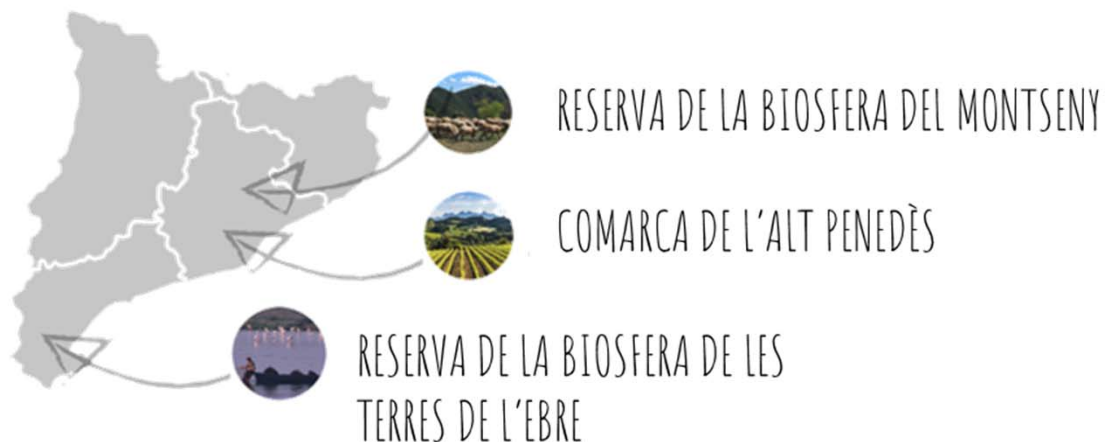 RESERVA DE LA BIOSFERA DEL MONTSENY
COMARCA DE L'ALT PENEDÈS
RESERVA DE LA BIOSFERA DE LES
TERRES DE L'EBRE